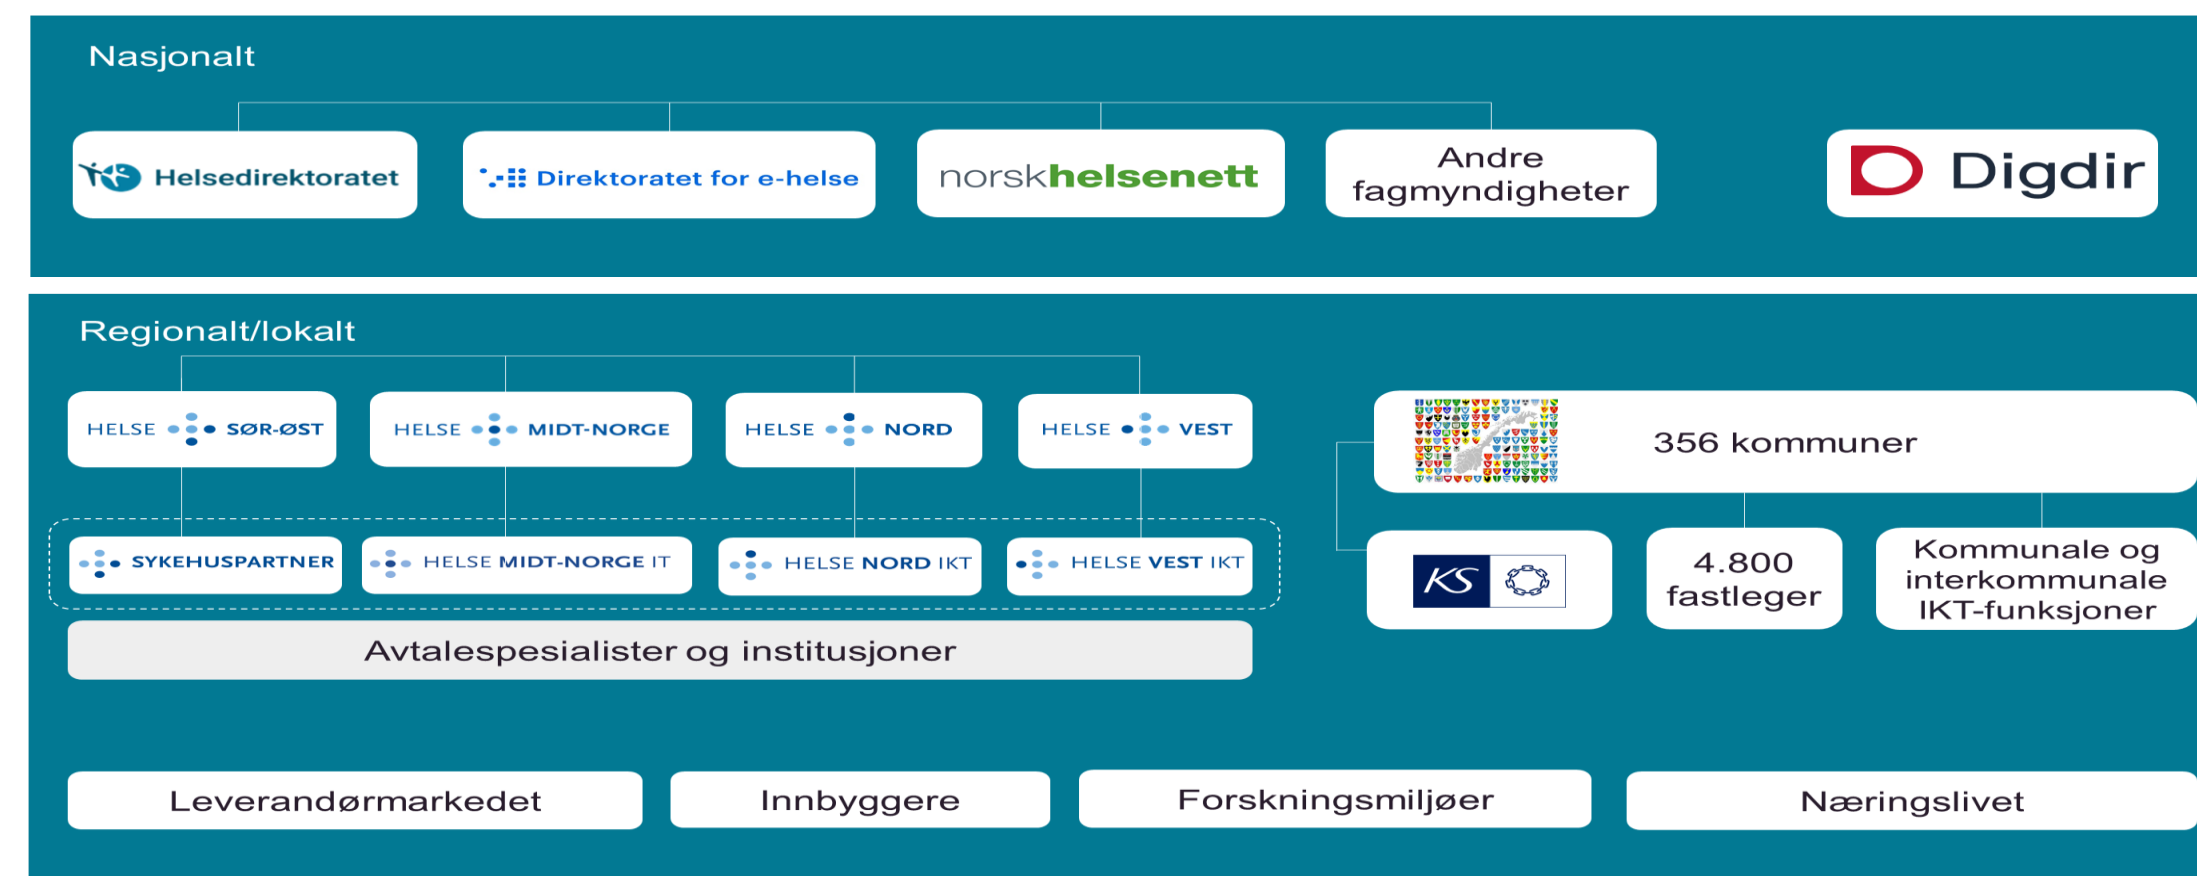 Nasjonalt
Helsedirektoratet
Direktoratet for e-helse
norskhelsenett
Andre
fagmyndigheter
Digdir
Regionalt/lokalt
HELSE SØR-ØST
HELSE MIDT-NORGE
HELSE NORD
HELSE VEST
356 kommuner
SYKEHUSPARTNER
HELSE MIDT-NORGE IT
HELSE NORD IKT
HELSE VEST IKT
KS
4.800
fastleger
Kommunale og
interkommunale
IKT-funksjoner
Avtalespesialister og institusjoner
Leverandørmarkedet
Innbyggere
Forskningsmiljøer
Næringslivet